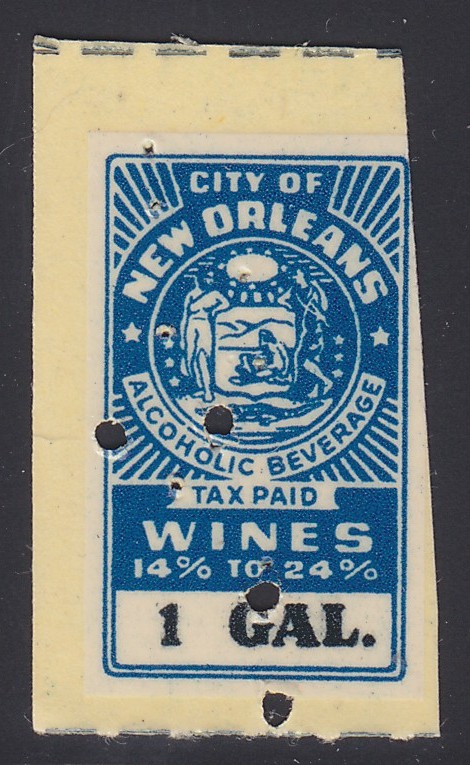 CITY OF
NEW ORLEANS
ALCOHOLIC BEVERAGE
TAX PAID
WINES
14% TO 24%
1 GAL.